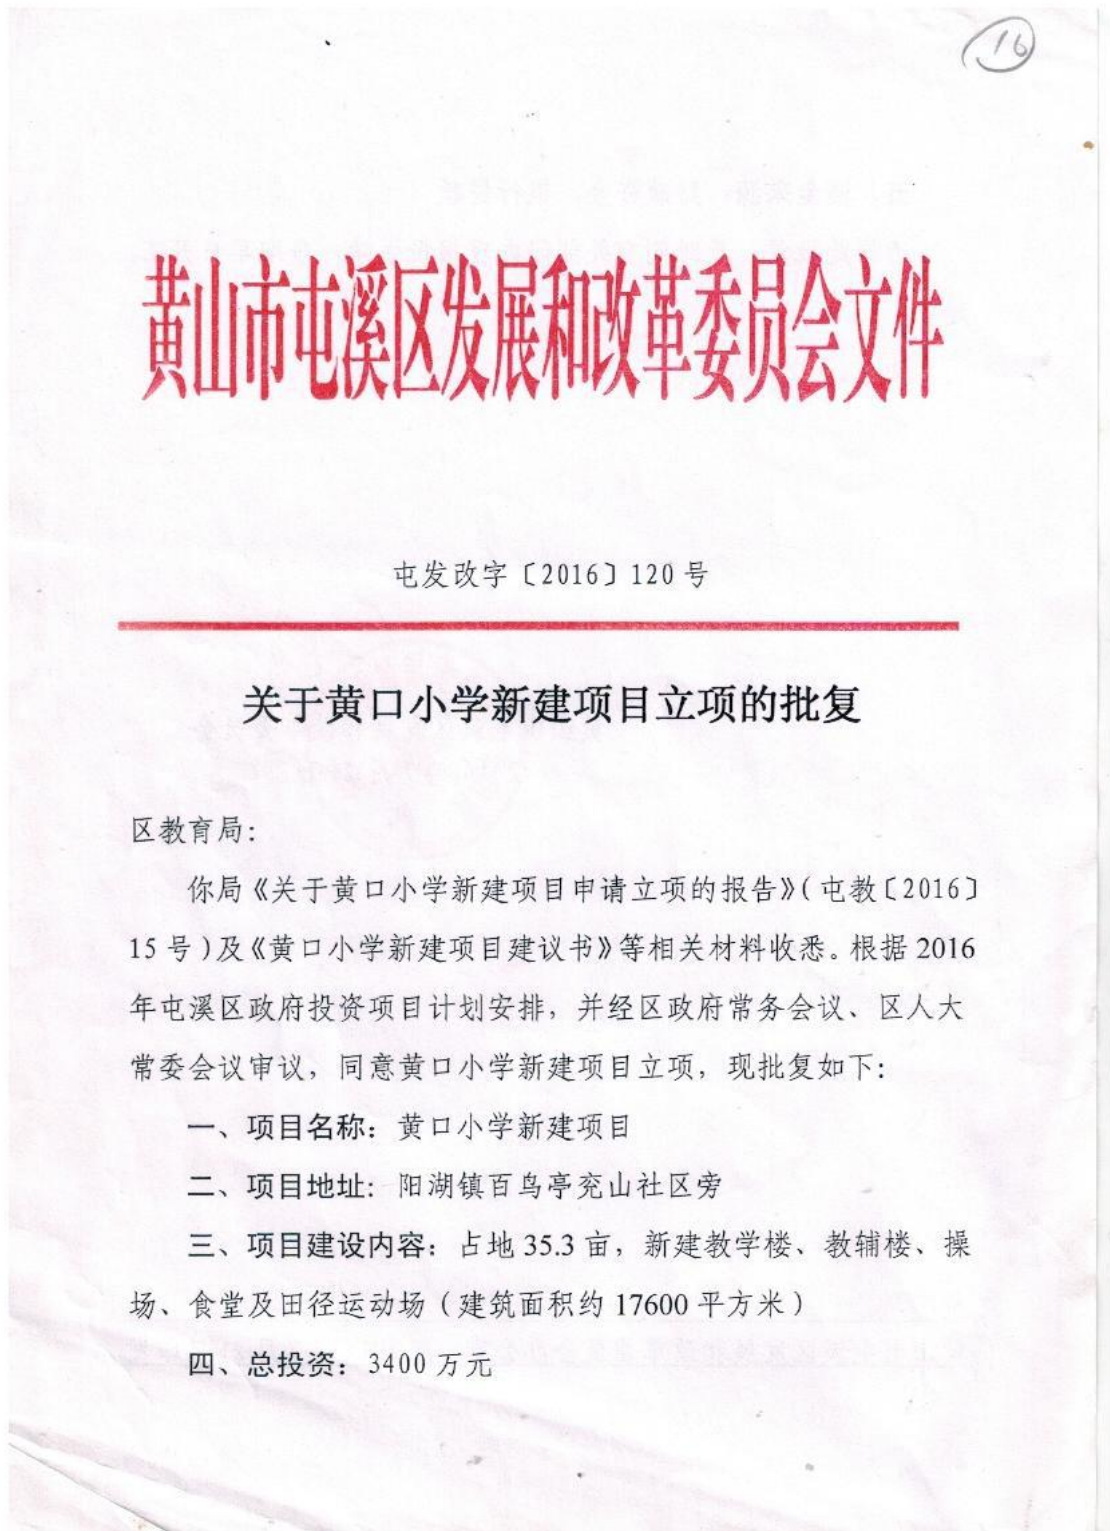 16
黄山市屯溪区发展和改革委员会文件
屯发改字〔2016〕120号
关于黄口小学新建项目立项的批复
区教育局：
你局《关于黄口小学新建项目申请立项的报告》（屯教〔2016〕
15号）及《黄口小学新建项目建议书》等相关材料收悉。根据2016
年屯溪区政府投资项目计划安排，并经区政府常务会议、区人大
常委会议审议，同意黄口小学新建项目立项，现批复如下：
一、项目名称：黄口小学新建项目
二、项目地址：阳湖镇百鸟亭兖山社区旁
三、项目建设内容：占地35.3亩，新建教学楼、教辅楼、操
场、食堂及田径运动场（建筑面积约17600平方米）
四、总投资：3400万元